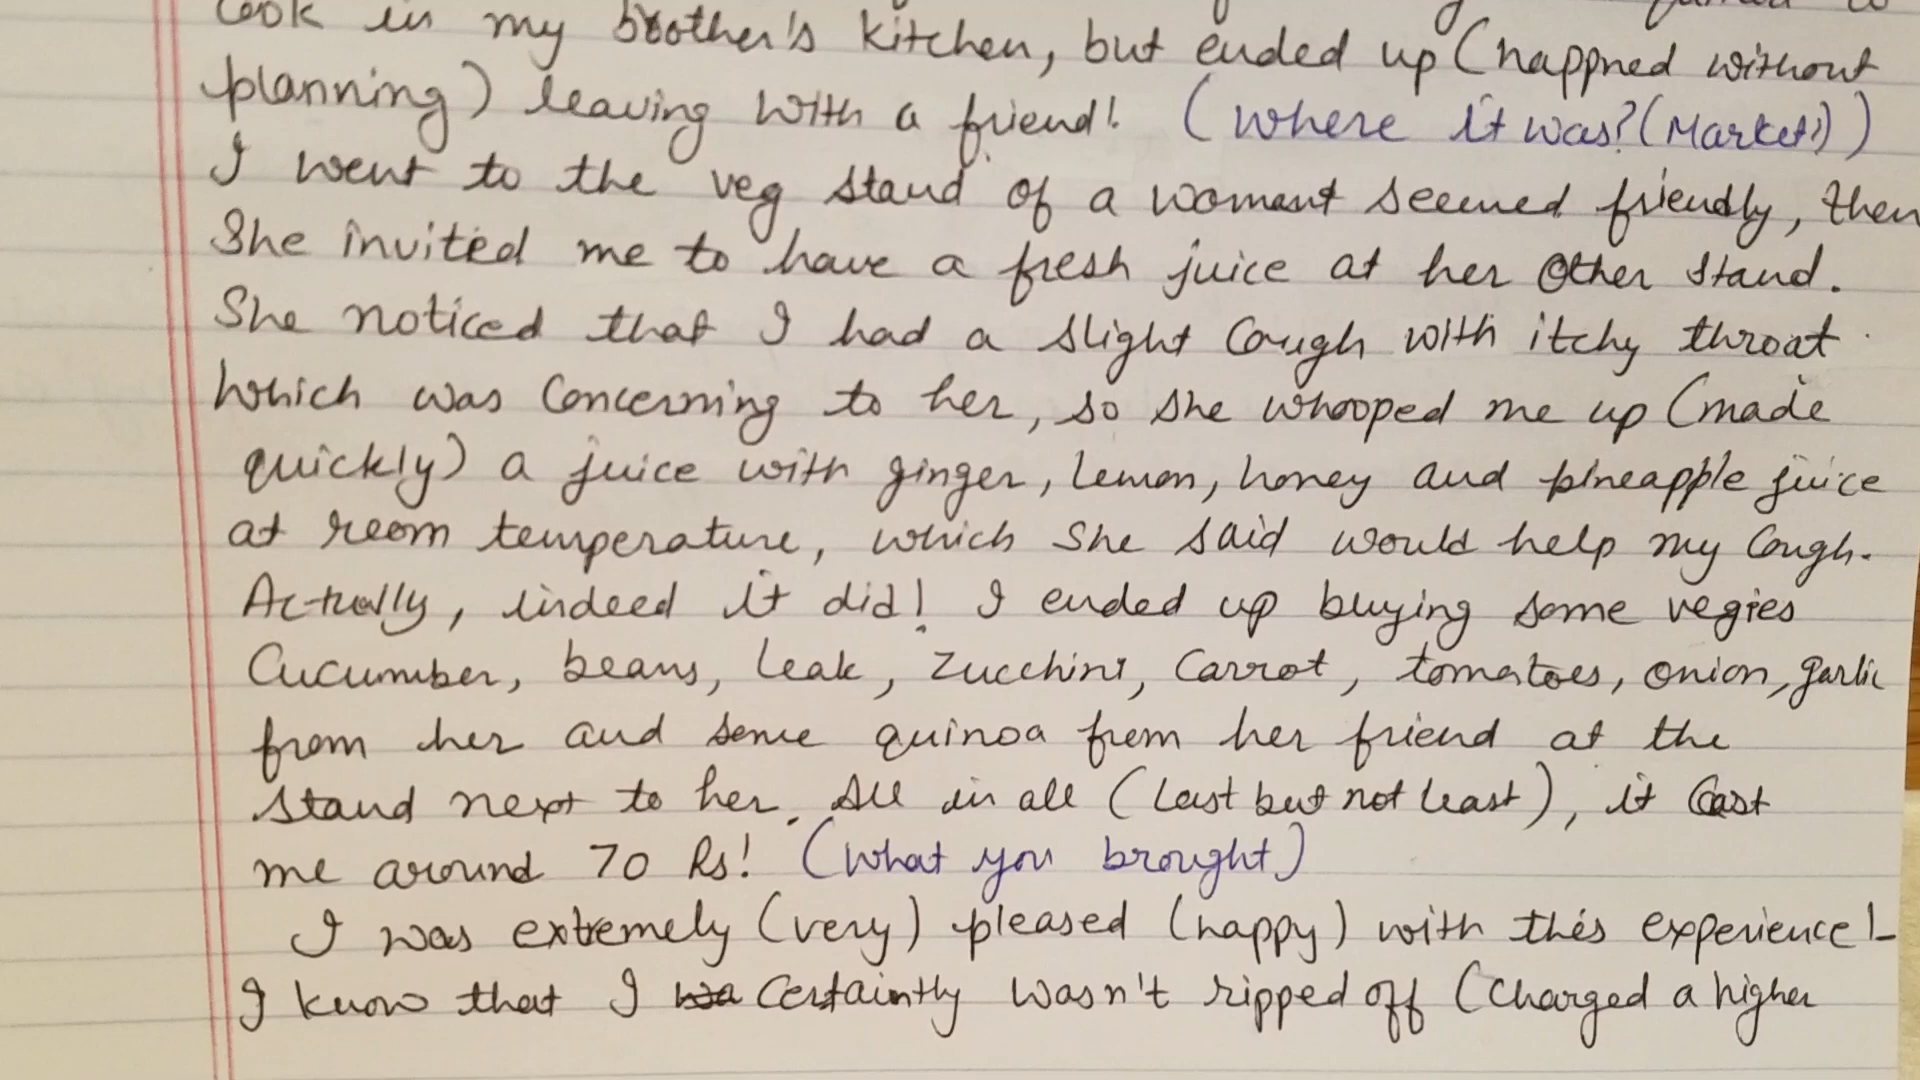 cook in my brother's kitchen, but ended up (happned without
planning) leaving with a friend! (where it was? (Market!))
I went to the veg stand of a womant seemed friendly, then
She invited me to have a fresh juice at her other stand.
She noticed that I had a slight cough with itchy throat
which was concerning to her, so she whooped me up (made
quickly) a juice with ginger, lemon, honey and pineapple juice
at room temperature, which she said would help my cough.
Actually, indeed it did! I ended up buying some vegies
Cucumber, beans, leak, zucchini, carrot, tomatoes, onion, garlic
from her and some quinoa from her friend at the
stand next to her. All in all (last but not least), it cost
me around 70 Rs! (what you brought)
I was extremely (very) pleased (happy) with this experience!
I know that I wa certaintly wasn't ripped off (charged a higher